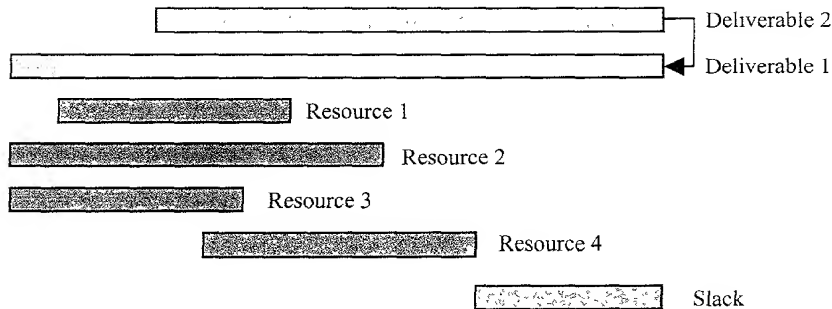 Deliverable 2
Deliverable 1
Resource 1
Resource 2
Resource 3
Resource 4
Slack